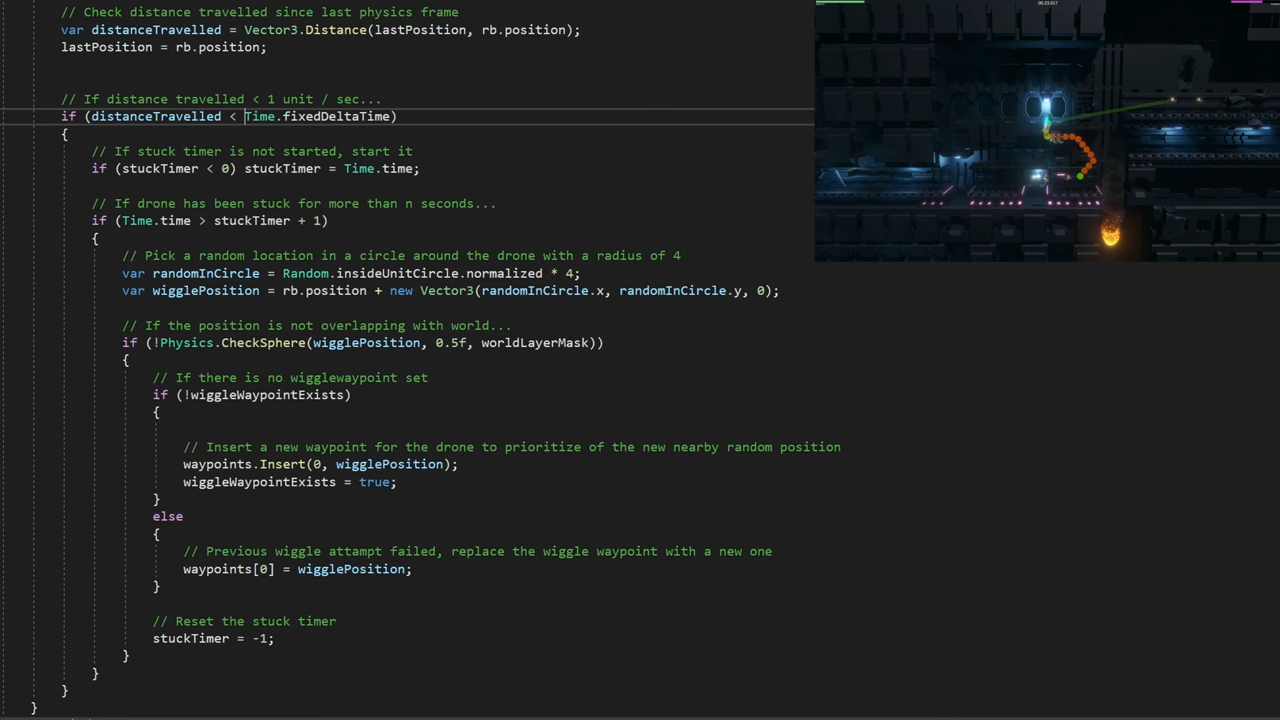 // Check distance travelled since last physics frame
var distanceTravelled = Vector3.Distance(lastPosition, rb.position);
lastPosition = rb.position;
// If distance travelled < 1 unit / sec...
if (distanceTravelled < Time.fixedDeltaTime)
{
// If stuck timer is not started, start it
if (stuckTimer < 0) stuckTimer = Time.time;
// If drone has been stuck for more than n seconds...
if (Time.time > stuckTimer + 1)
{
// Pick a random location in a circle around the drone with a radius of 4
var randomInCircle = Random.insideUnitCircle.normalized * 4;
var wigglePosition = rb.position + new Vector3(randomInCircle.x, randomInCircle.y, 0);
// If the position is not overlapping with world...
if (!Physics.CheckSphere(wigglePosition, 0.5f, worldLayerMask))
{
// If there is no wigglewaypoint set
if (!wiggleWaypointExists)
{
// Insert a new waypoint for the drone to prioritize of the new nearby random position
waypoints.Insert(0, wigglePosition);
wiggleWaypointExists = true;
}
else
{
// Previous wiggle attampt failed, replace the wiggle waypoint with a new one
waypoints[0] = wigglePosition;
}
// Reset the stuck timer
stuckTimer = -1;
}
}
}
}